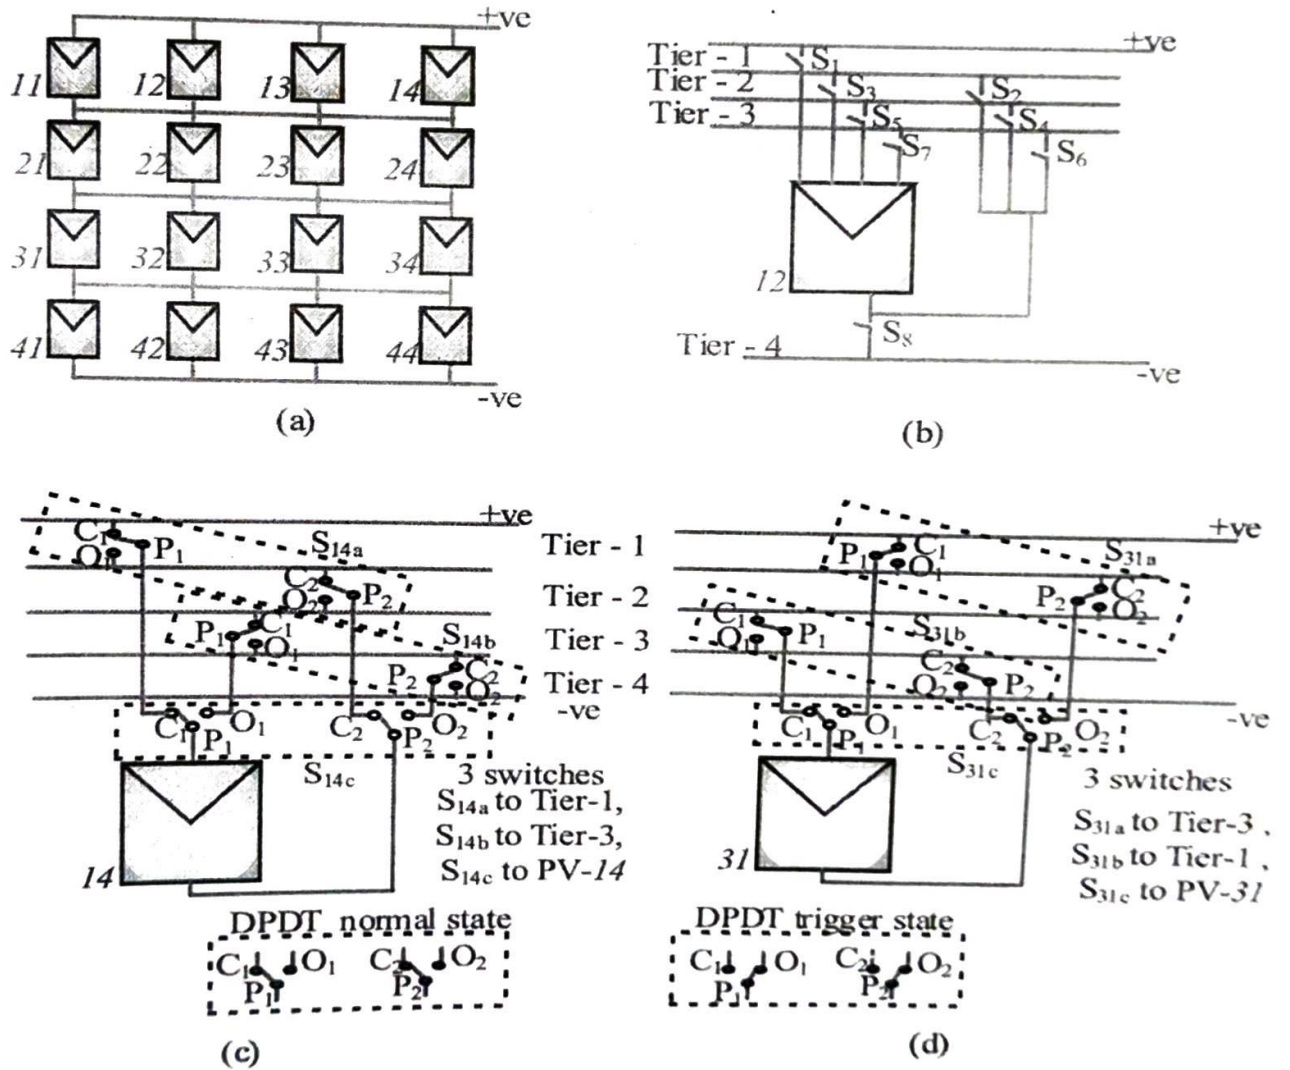 +ve
11 12 13 14
21 22 23 24
31 32 33 34
41 42 43 44
-ve
(a)
+ve
Tier - 1 S1
Tier - 2 S3 S2
Tier - 3 S5 S4
S7 S6
12
S8
Tier - 4
-ve
(b)
+ve
C1 P1
O1
S14a
C2 P2
O2
P1 C1
O1
S14b
P2 C2
O2
-ve
C1 P1 O1
C2 P2 O2
S14c
14
3 switches
S14a to Tier-1,
S14b to Tier-3,
S14c to PV-14
DPDT normal state
C1 O1 C2 O2
P1 P2
(c)
Tier - 1
Tier - 2
Tier - 3
Tier - 4
+ve
P1 C1
O1
S31a
P2 C2
O2
C1 P1
O1
S31b
C2 P2
O2
-ve
C1 P1 O1
C2 P2 O2
S31c
31
3 switches
S31a to Tier-3 ,
S31b to Tier-1 ,
S31c to PV-31
DPDT trigger state
C1 O1 C2 O2
P1 P2
(d)